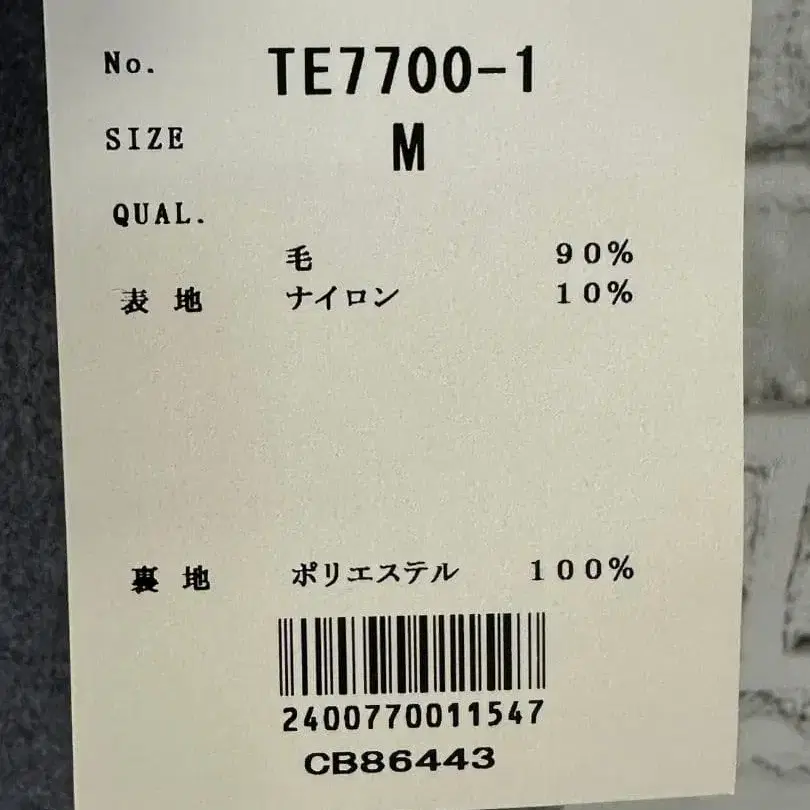 No. TE7700-1
SIZE M
QUAL.
毛 90%
表地 ナイロン 10%
裏地 ポリエステル 100%
2400770011547
CB86443